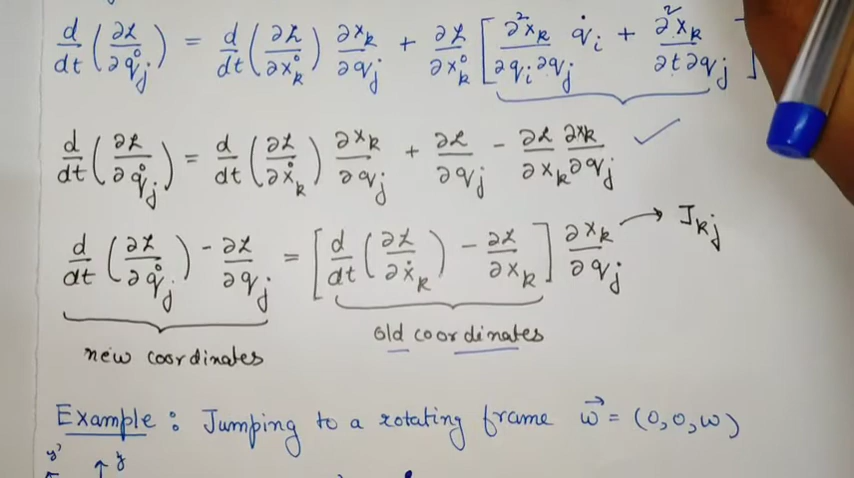 d/dt (∂L/∂q̇_j) = d/dt (∂L/∂ẋ_k) ∂x_k/∂q_j + ∂L/∂ẋ_k [ ∂²x_k/∂q_i∂q_j q̇_i + ∂²x_k/∂t∂q_j ]
d/dt (∂L/∂q̇_j) = d/dt (∂L/∂ẋ_k) ∂x_k/∂q_j + ∂L/∂q_j - ∂L/∂x_k ∂x_k/∂q_j ✓
d/dt (∂L/∂q̇_j) - ∂L/∂q_j = [ d/dt (∂L/∂ẋ_k) - ∂L/∂x_k ] ∂x_k/∂q_j → J_kj
new coordinates
old coordinates
Example : Jumping to a rotating frame ω⃗ = (0,0,ω)
y' y